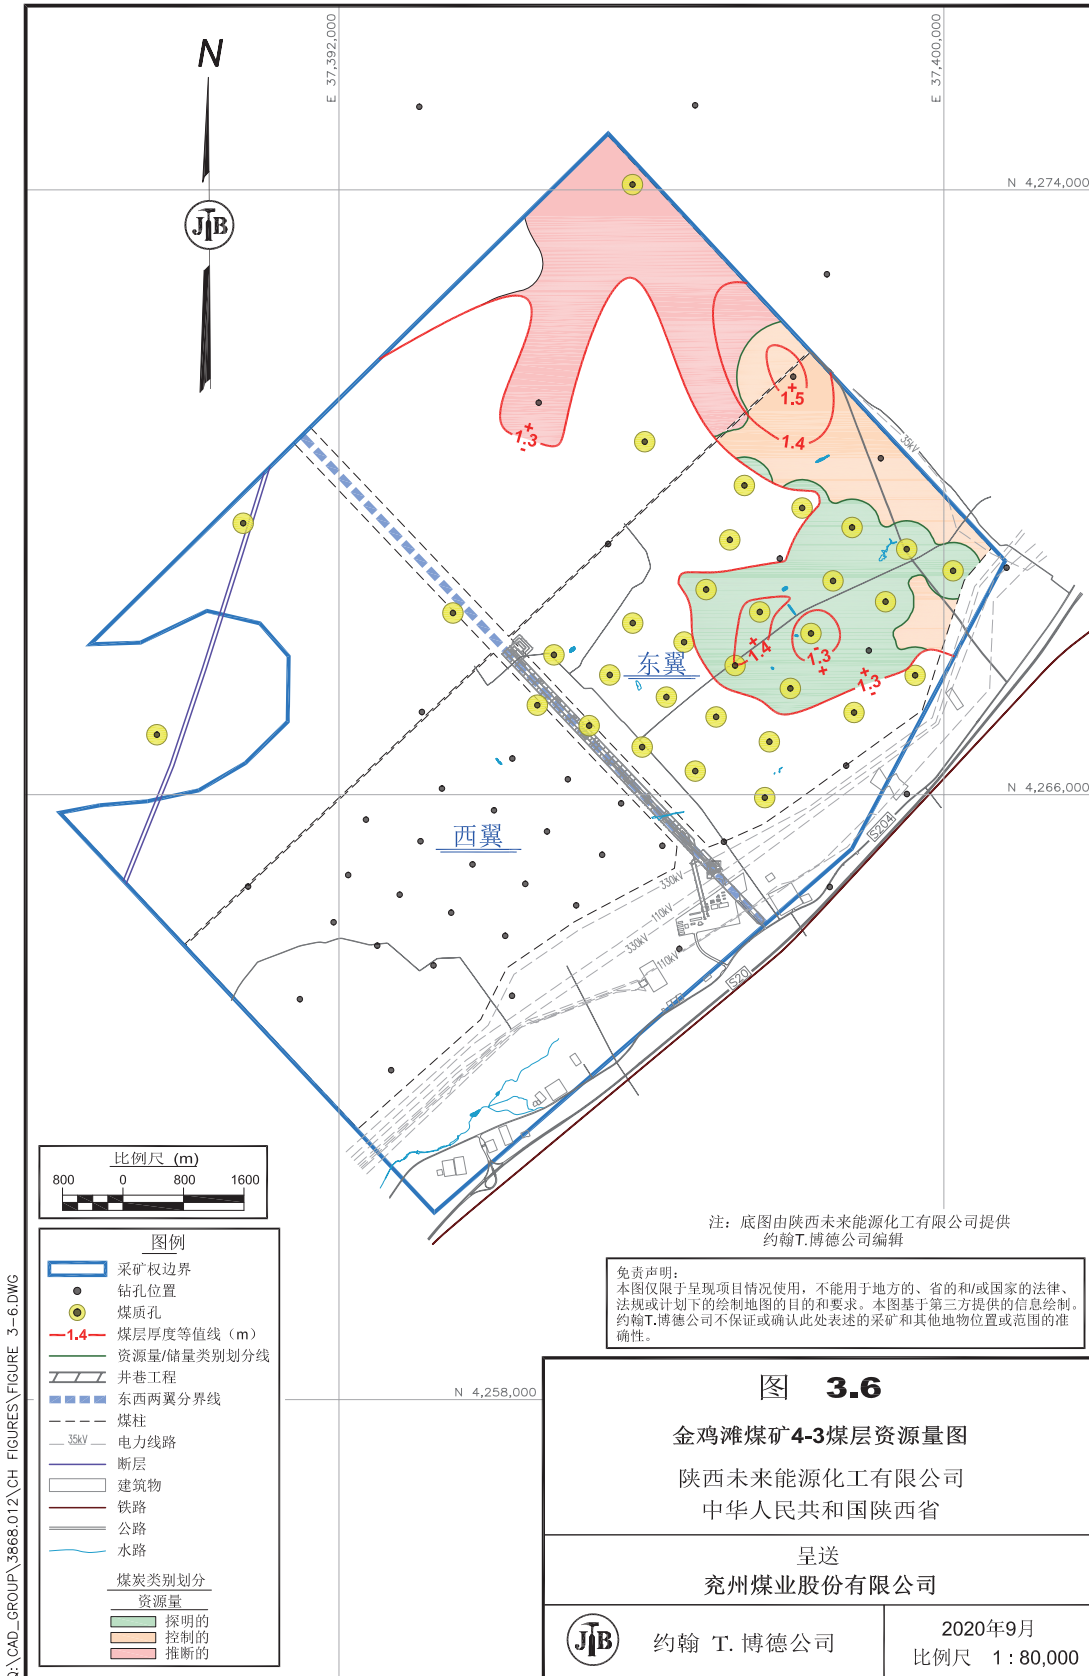 E 37,392,000
E 37,400,000
N
JTB
N 4,274,000
1.5
1.4
1.3
35kV
东翼
1.4
1.3
1.3
N 4,266,000
西翼
S204
330kV
110kV
330kV
110kV
S20
比例尺 (m)
800 0 800 1600
注：底图由陕西未来能源化工有限公司提供
约翰T.博德公司编辑
免责声明：
本图仅限于呈现项目情况使用，不能用于地方的、省的和/或国家的法律、
法规或计划下的绘制地图的目的和要求。本图基于第三方提供的信息绘制。
约翰T.博德公司不保证或确认此处表述的采矿和其他地物位置或范围的准
确性。
图例
采矿权边界
钻孔位置
煤质孔
1.4 煤层厚度等值线（m）
资源量/储量类别划分线
井巷工程
东西两翼分界线
煤柱
35kV 电力线路
断层
建筑物
铁路
公路
水路
煤炭类别划分
资源量
探明的
控制的
推断的
N 4,258,000
图 3.6
金鸡滩煤矿4-3煤层资源量图
陕西未来能源化工有限公司
中华人民共和国陕西省
呈送
兖州煤业股份有限公司
JTB
约翰 T. 博德公司
2020年9月
比例尺 1：80,000
Q:\CAD_GROUP\3868.012\CH FIGURES\FIGURE 3-6.DWG